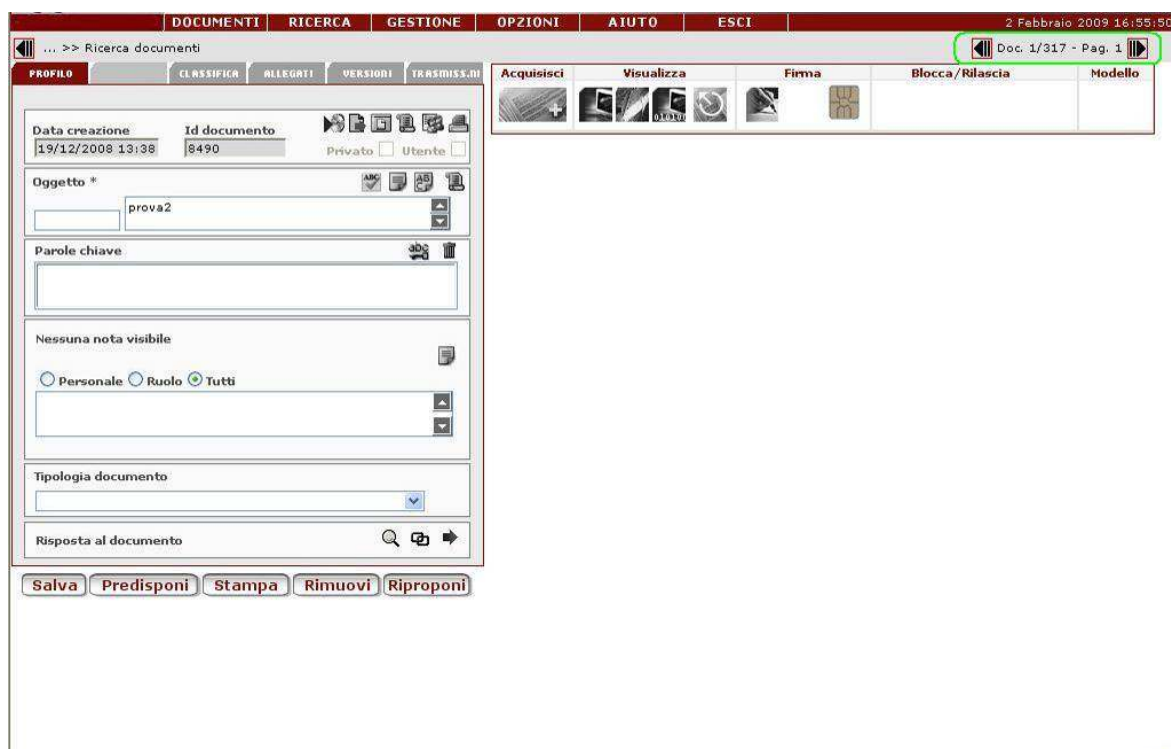 DOCUMENTI RICERCA GESTIONE OPZIONI AIUTO ESCI 2 Febbraio 2009 16:55:50
... >> Ricerca documenti Doc. 1/317 - Pag. 1
PROFILO CLASSIFICA ALLEGATI VERSIONI TRASMISS.NI
Acquisisci Visualizza Firma Blocca/Rilascia Modello
Data creazione Id documento
19/12/2008 13:38 8490 Privato Utente
Oggetto *
prova2
Parole chiave
Nessuna nota visibile
Personale Ruolo Tutti
Tipologia documento
Risposta al documento
Salva Predisponi Stampa Rimuovi Riproponi